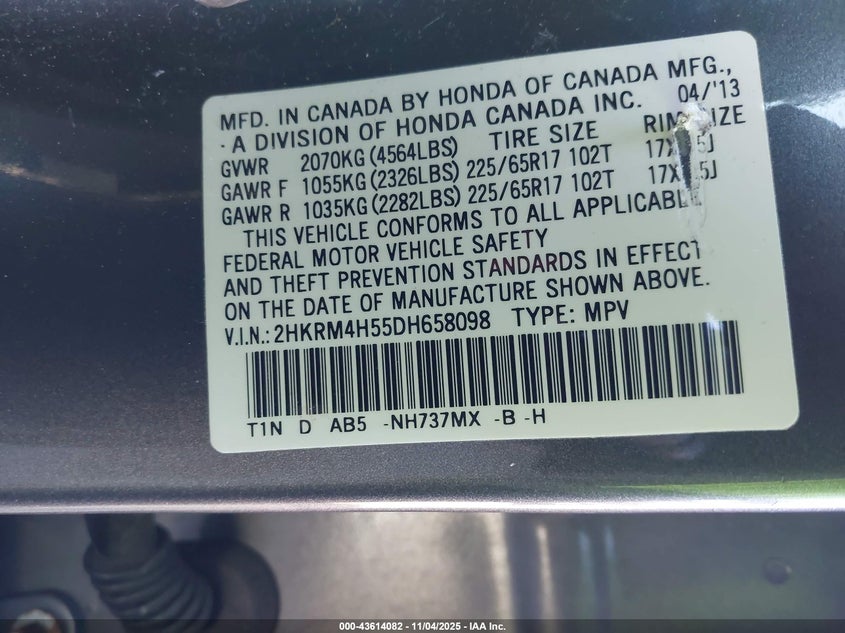 MFD. IN CANADA BY HONDA OF CANADA MFG.,
- A DIVISION OF HONDA CANADA INC. 04/'13
GVWR 2070KG (4564LBS) TIRE SIZE RIM SIZE
GAWR F 1055KG (2326LBS) 225/65R17 102T
GAWR R 1035KG (2282LBS) 225/65R17 102T
THIS VEHICLE CONFORMS TO ALL APPLICABLE
FEDERAL MOTOR VEHICLE SAFETY
AND THEFT PREVENTION STANDARDS IN EFFECT
ON THE DATE OF MANUFACTURE SHOWN ABOVE.
V.I.N.: 2HKRM4H55DH658098 TYPE: MPV
T1N D AB5 -NH737MX -B -H
000-43614082 - 11/04/2025 - IAA Inc.